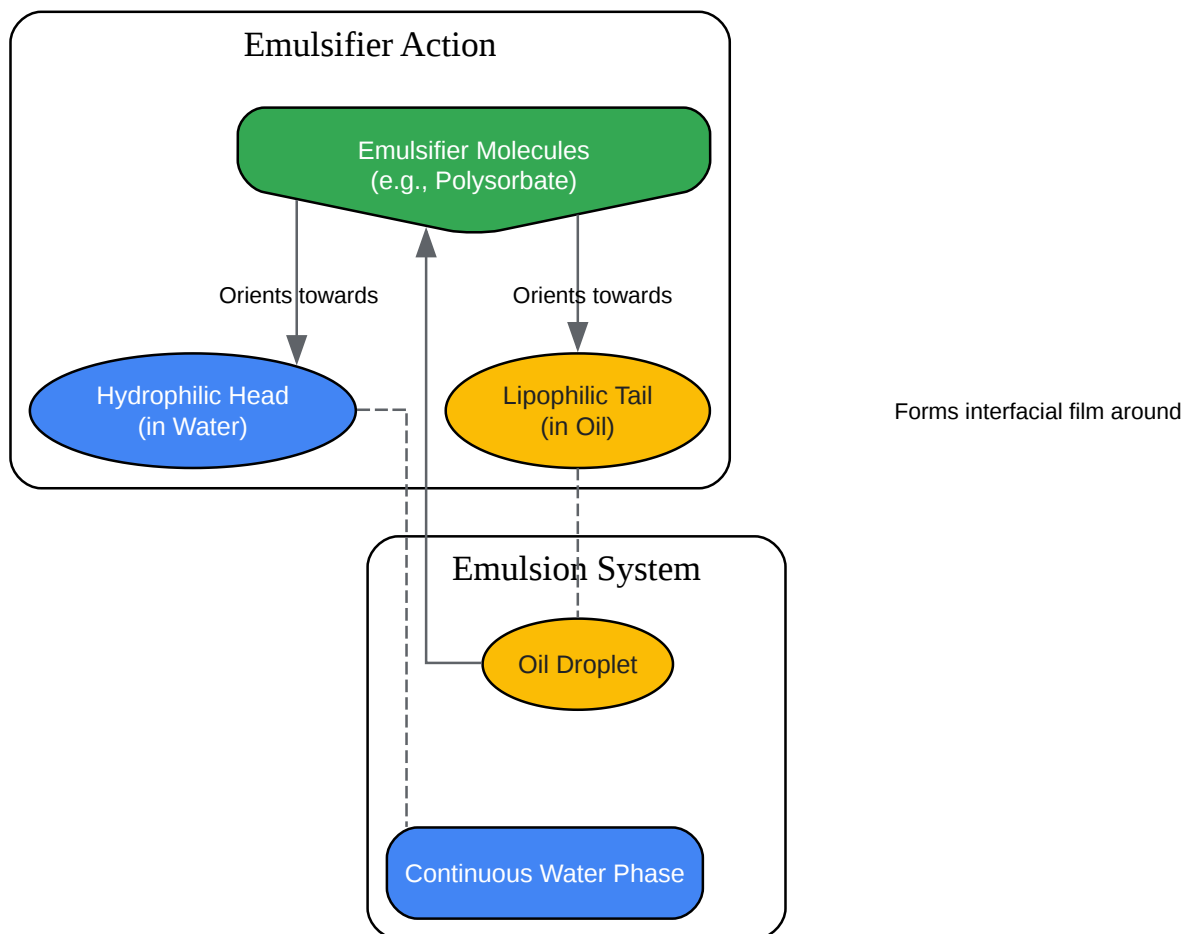 Emulsifier Action
Emulsifier Molecules
(e.g., Polysorbate)
Orients towards
Orients towards
Hydrophilic Head
(in Water)
Lipophilic Tail
(in Oil)
Forms interfacial film around
Emulsion System
Oil Droplet
Continuous Water Phase